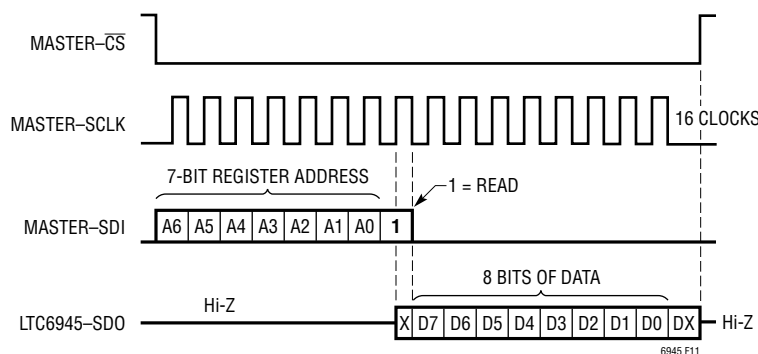 MASTER–CS
MASTER–SCLK
16 CLOCKS
7-BIT REGISTER ADDRESS
1 = READ
MASTER–SDI
A6 A5 A4 A3 A2 A1 A0 1
8 BITS OF DATA
Hi-Z
LTC6945–SDO
X D7 D6 D5 D4 D3 D2 D1 D0 DX
Hi-Z
6945 F11